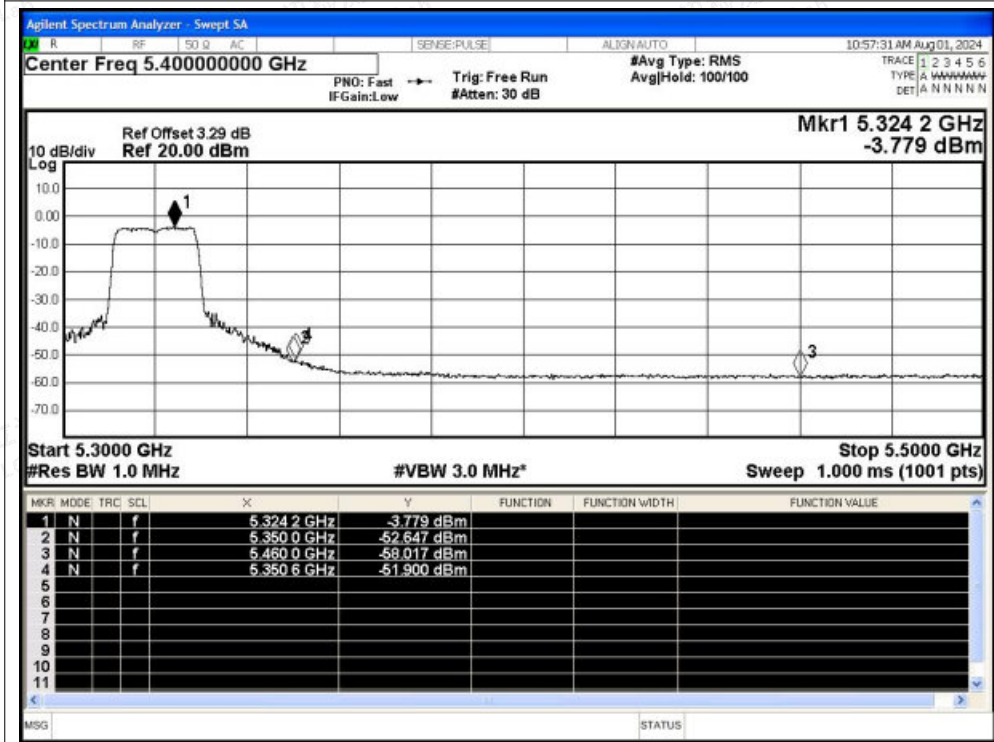 Agilent Spectrum Analyzer - Swept SA
LXI R RF 50 Ω AC SENSE:PULSE ALIGN AUTO 10:57:31 AM Aug 01, 2024
Center Freq 5.400000000 GHz #Avg Type: RMS TRACE 1 2 3 4 5 6
PNO: Fast Trig: Free Run Avg|Hold: 100/100 TYPE A WWWWW
IFGain:Low #Atten: 30 dB DET A N N N N N
Mkr1 5.324 2 GHz
Ref Offset 3.29 dB
10 dB/div Ref 20.00 dBm -3.779 dBm
Log
10.0
1
0.00
-10.0
-20.0
-30.0
-40.0
-50.0
3
-60.0
-70.0
Start 5.3000 GHz Stop 5.5000 GHz
#Res BW 1.0 MHz #VBW 3.0 MHz* Sweep 1.000 ms (1001 pts)
MKR MODE TRC SCL X Y FUNCTION FUNCTION WIDTH FUNCTION VALUE
1 N f 5.324 2 GHz -3.779 dBm
2 N f 5.350 0 GHz -52.647 dBm
3 N f 5.460 0 GHz -58.017 dBm
4 N f 5.350 6 GHz -51.900 dBm
5
6
7
8
9
10
11
MSG STATUS